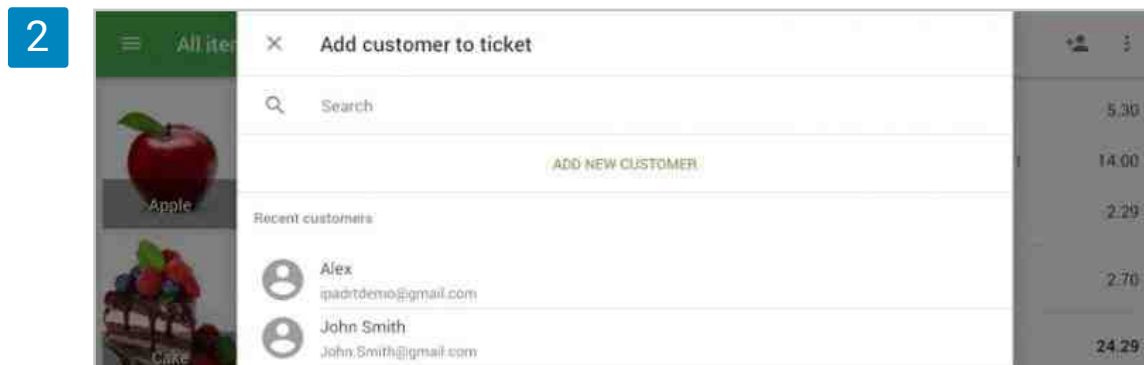 2
All iter
Add customer to ticket
Search
5.30
ADD NEW CUSTOMER
14.00
Apple
2.29
Recent customers
Alex
ipadrtdemo@gmail.com
2.70
John Smith
John.Smith@gmail.com
Cake
24.29